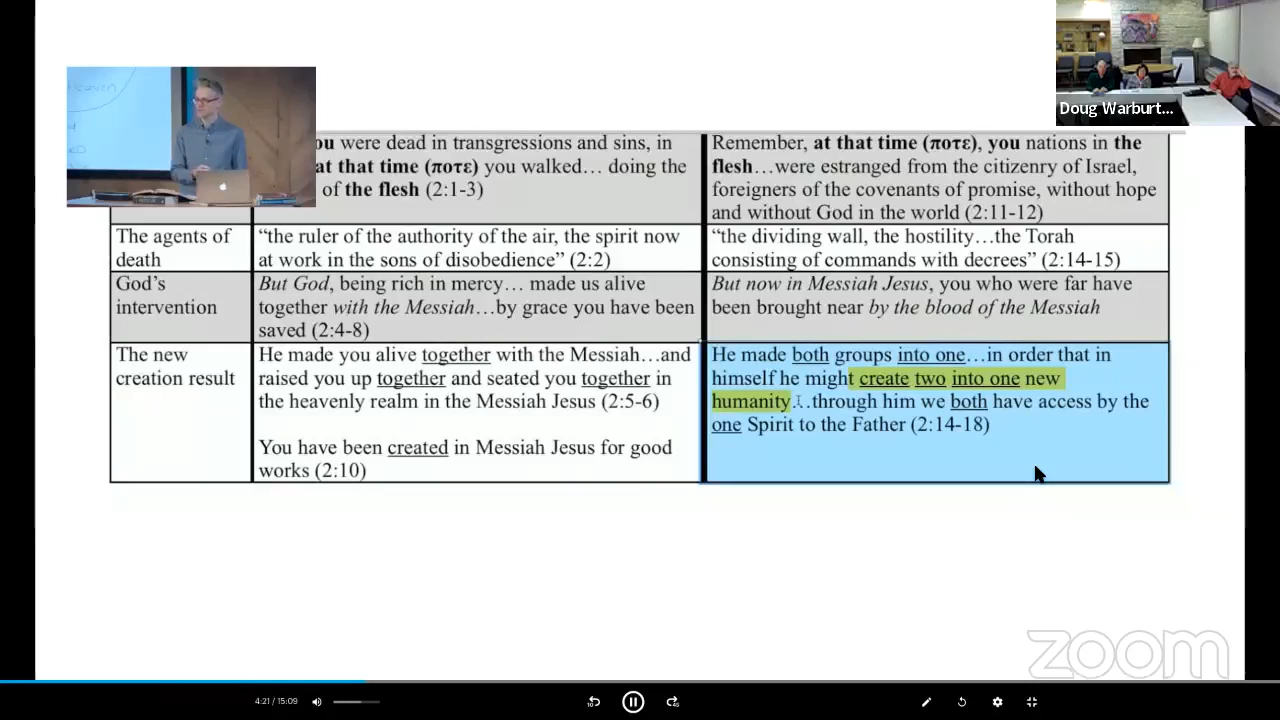 Heaven
Doug Warburt...
ou were dead in transgressions and sins, in
at that time (ποτε) you walked… doing the
of the flesh (2:1-3)
Remember, at that time (ποτε), you nations in the
flesh…were estranged from the citizenry of Israel,
foreigners of the covenants of promise, without hope
and without God in the world (2:11-12)
The agents of
death
“the ruler of the authority of the air, the spirit now
at work in the sons of disobedience” (2:2)
“the dividing wall, the hostility…the Torah
consisting of commands with decrees” (2:14-15)
God’s
intervention
But God, being rich in mercy… made us alive
together with the Messiah…by grace you have been
saved (2:4-8)
But now in Messiah Jesus, you who were far have
been brought near by the blood of the Messiah
The new
creation result
He made you alive together with the Messiah…and
raised you up together and seated you together in
the heavenly realm in the Messiah Jesus (2:5-6)
You have been created in Messiah Jesus for good
works (2:10)
He made both groups into one…in order that in
himself he might create two into one new
humanity…through him we both have access by the
one Spirit to the Father (2:14-18)
zoom
4:21 / 15:09
10
45